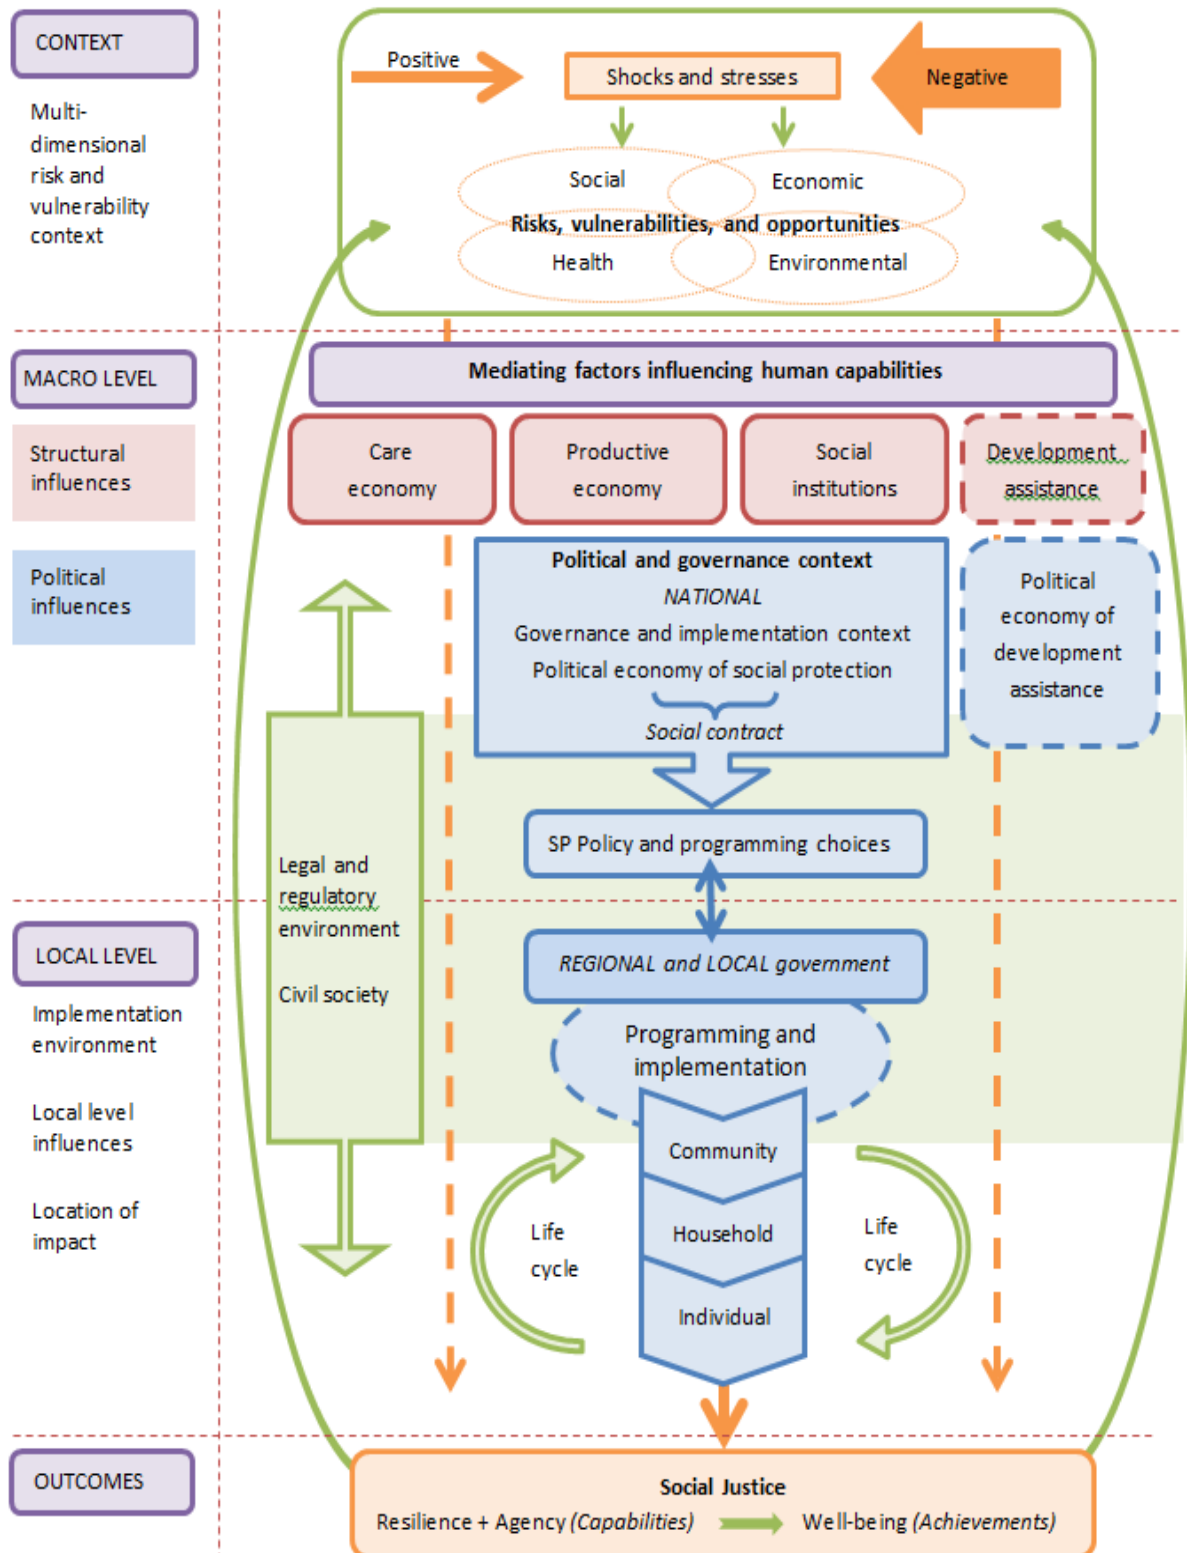 CONTEXT
Multi-
dimensional
risk and
vulnerability
context
Positive
Shocks and stresses
Negative
Social
Economic
Risks, vulnerabilities, and opportunities
Health
Environmental
MACRO LEVEL
Mediating factors influencing human capabilities
Structural
influences
Care
economy
Productive
economy
Social
institutions
Development
assistance
Political
influences
Political and governance context
NATIONAL
Governance and implementation context
Political economy of social protection
Social contract
Political
economy of
development
assistance
SP Policy and programming choices
Legal and
regulatory
environment
Civil society
LOCAL LEVEL
Implementation
environment
Local level
influences
Location of
impact
REGIONAL and LOCAL government
Programming and
implementation
Community
Household
Individual
Life
cycle
Life
cycle
OUTCOMES
Social Justice
Resilience + Agency (Capabilities)
Well-being (Achievements)